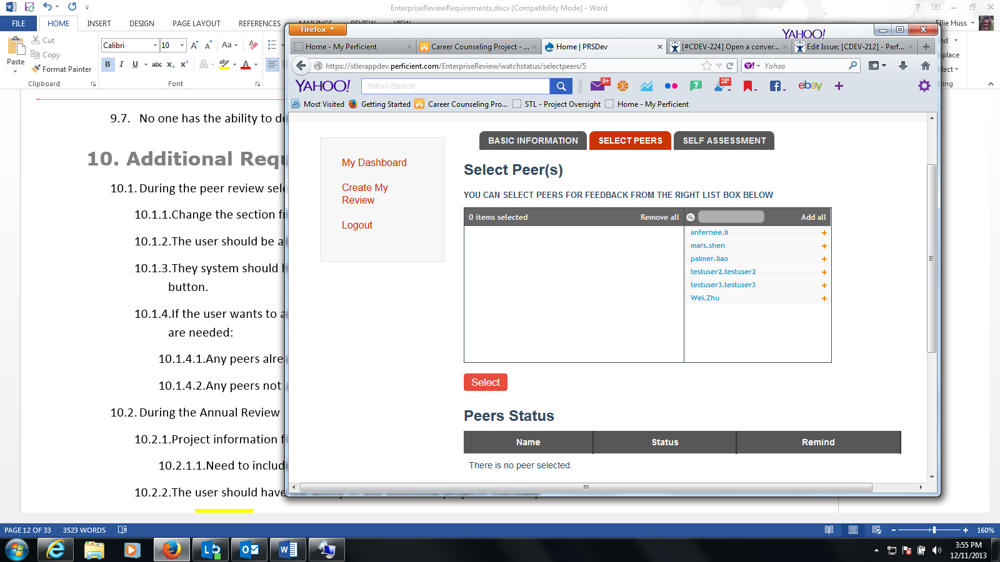 EnterpriseReviewRequirements.docx [Compatibility Mode] - Word
FILE HOME INSERT DESIGN PAGE LAYOUT REFERENCES MAILINGS REVIEW VIEW
Ellie Huss
Paste
Cut
Copy
Format Painter
Clipboard
Calibri 10
Font
Firefox
YAHOO!
Home - My Perficient
Career Counseling Project - ...
Home | PRSDev
[#CDEV-224] Open a conver...
Edit Issue: [CDEV-212] - Perf...
https://stlerappdev.perficient.com/EnterpriseReview/watchstatus/selectpeers/5
Yahoo
YAHOO!
Yahoo Search
9+
28°
ebay
Most Visited
Getting Started
Career Counseling Pro...
STL - Project Oversight
Home - My Perficient
9.7. No one has the ability to de
10. Additional Requ
10.1. During the peer review sele
10.1.1.Change the section fr
10.1.2.The user should be a
10.1.3.They system should h
button.
10.1.4.If the user wants to a
are needed:
10.1.4.1.Any peers alre
10.1.4.2.Any peers not
10.2. During the Annual Review
10.2.1.Project information f
10.2.1.1.Need to includ
10.2.2.The user should have
My Dashboard
Create My
Review
Logout
BASIC INFORMATION
SELECT PEERS
SELF ASSESSMENT
Select Peer(s)
YOU CAN SELECT PEERS FOR FEEDBACK FROM THE RIGHT LIST BOX BELOW
0 items selected Remove all Add all
anfernee.li +
mars.shen +
palmer.liao +
testuser2.testuser2 +
testuser3.testuser3 +
Wei.Zhu +
Select
Peers Status
Name Status Remind
There is no peer selected.
PAGE 12 OF 33 3523 WORDS
160%
3:55 PM
12/11/2013